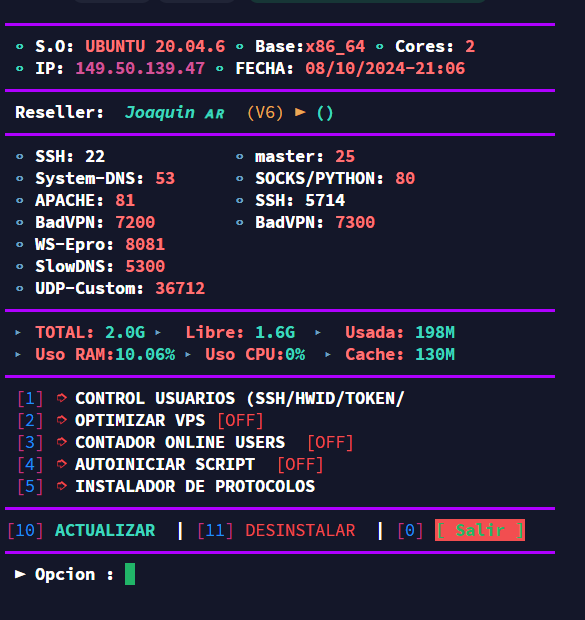 ∘ S.O: UBUNTU 20.04.6 ∘ Base:x86_64 ∘ Cores: 2
∘ IP: 149.50.139.47 ∘ FECHA: 08/10/2024-21:06
Reseller: Joaquin ᴀʀ (V6) ► ()
∘ SSH: 22 ∘ master: 25
∘ System-DNS: 53 ∘ SOCKS/PYTHON: 80
∘ APACHE: 81 ∘ SSH: 5714
∘ BadVPN: 7200 ∘ BadVPN: 7300
∘ WS-Epro: 8081
∘ SlowDNS: 5300
∘ UDP-Custom: 36712
‣ TOTAL: 2.0G ‣ Libre: 1.6G ‣ Usada: 198M
‣ Uso RAM:10.06% ‣ Uso CPU:0% ‣ Cache: 130M
[1] ➮ CONTROL USUARIOS (SSH/HWID/TOKEN/
[2] ➮ OPTIMIZAR VPS [OFF]
[3] ➮ CONTADOR ONLINE USERS [OFF]
[4] ➮ AUTOINICIAR SCRIPT [OFF]
[5] ➮ INSTALADOR DE PROTOCOLOS
[10] ACTUALIZAR | [11] DESINSTALAR | [0] [ Salir ]
► Opcion :